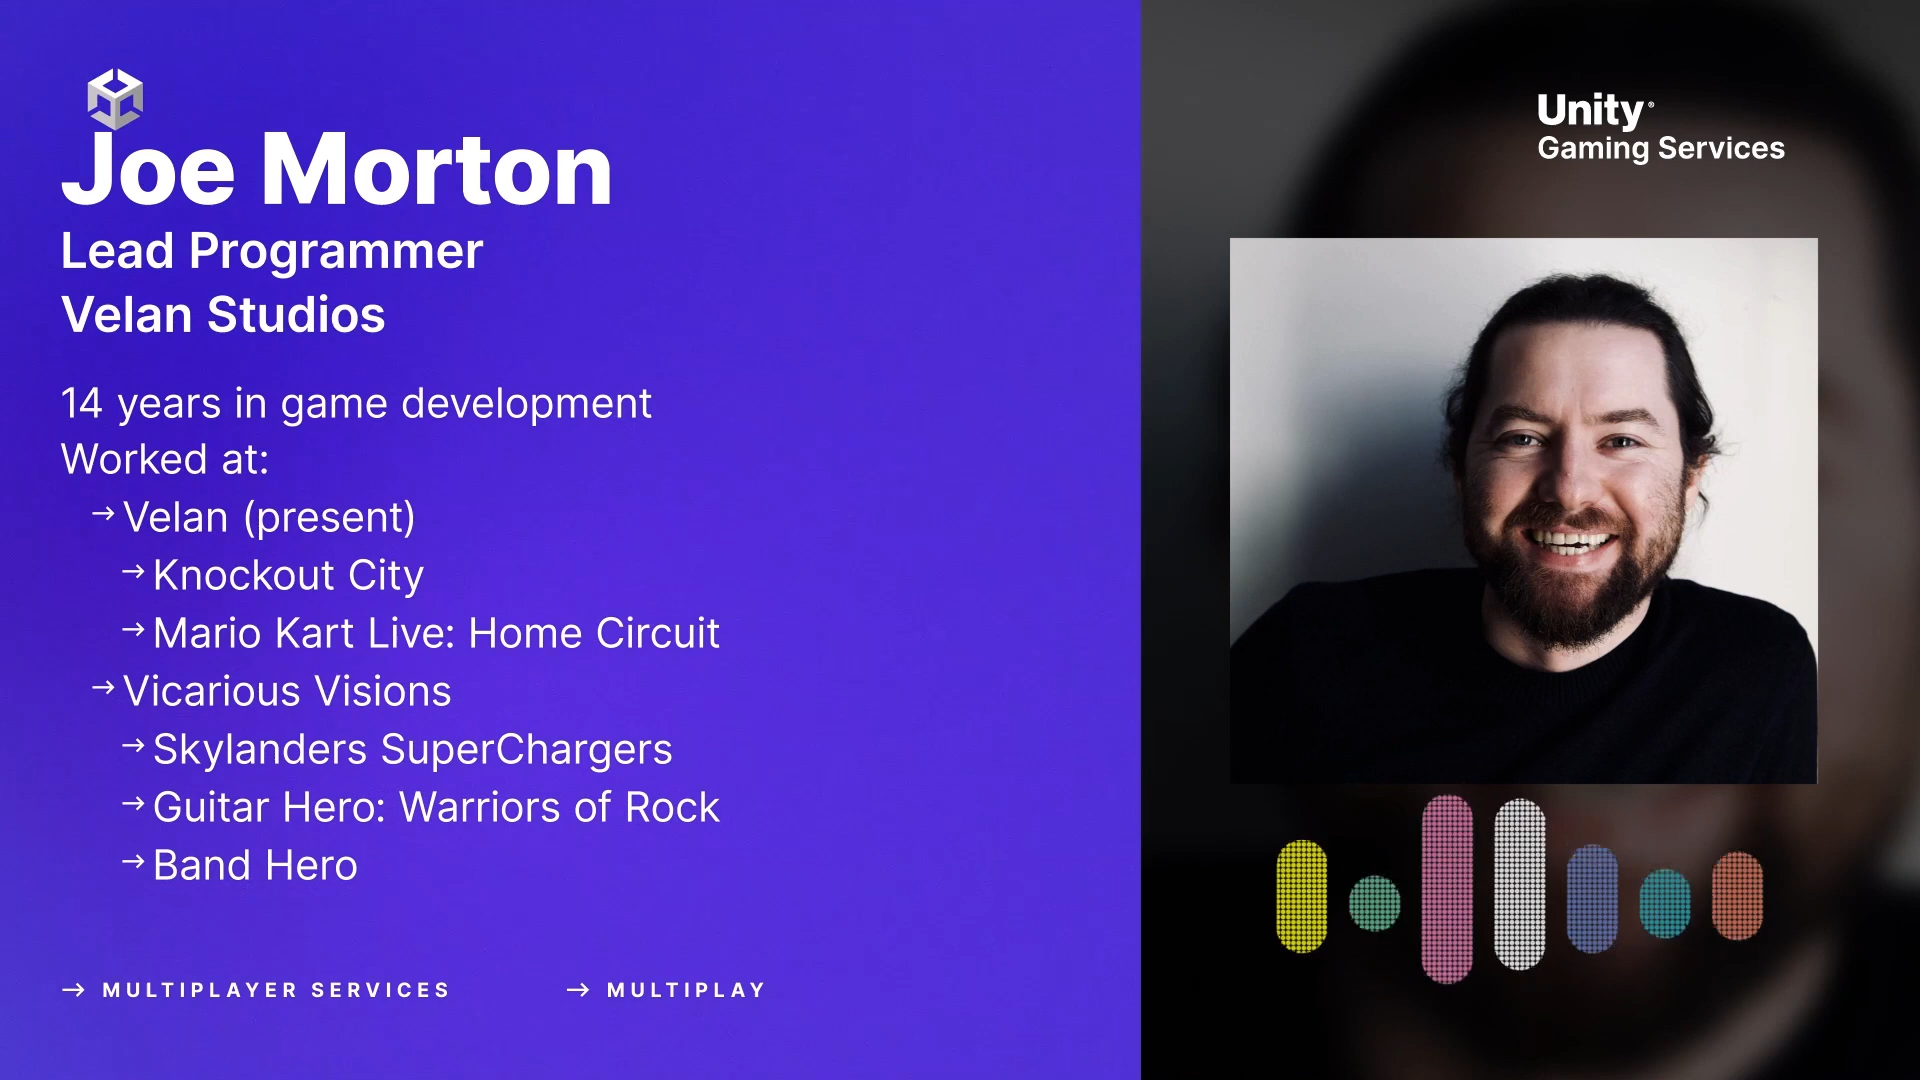 Joe Morton
Lead Programmer
Velan Studios
14 years in game development
Worked at:
→ Velan (present)
→ Knockout City
→ Mario Kart Live: Home Circuit
→ Vicarious Visions
→ Skylanders SuperChargers
→ Guitar Hero: Warriors of Rock
→ Band Hero
→ MULTIPLAYER SERVICES
→ MULTIPLAY
Unity®
Gaming Services